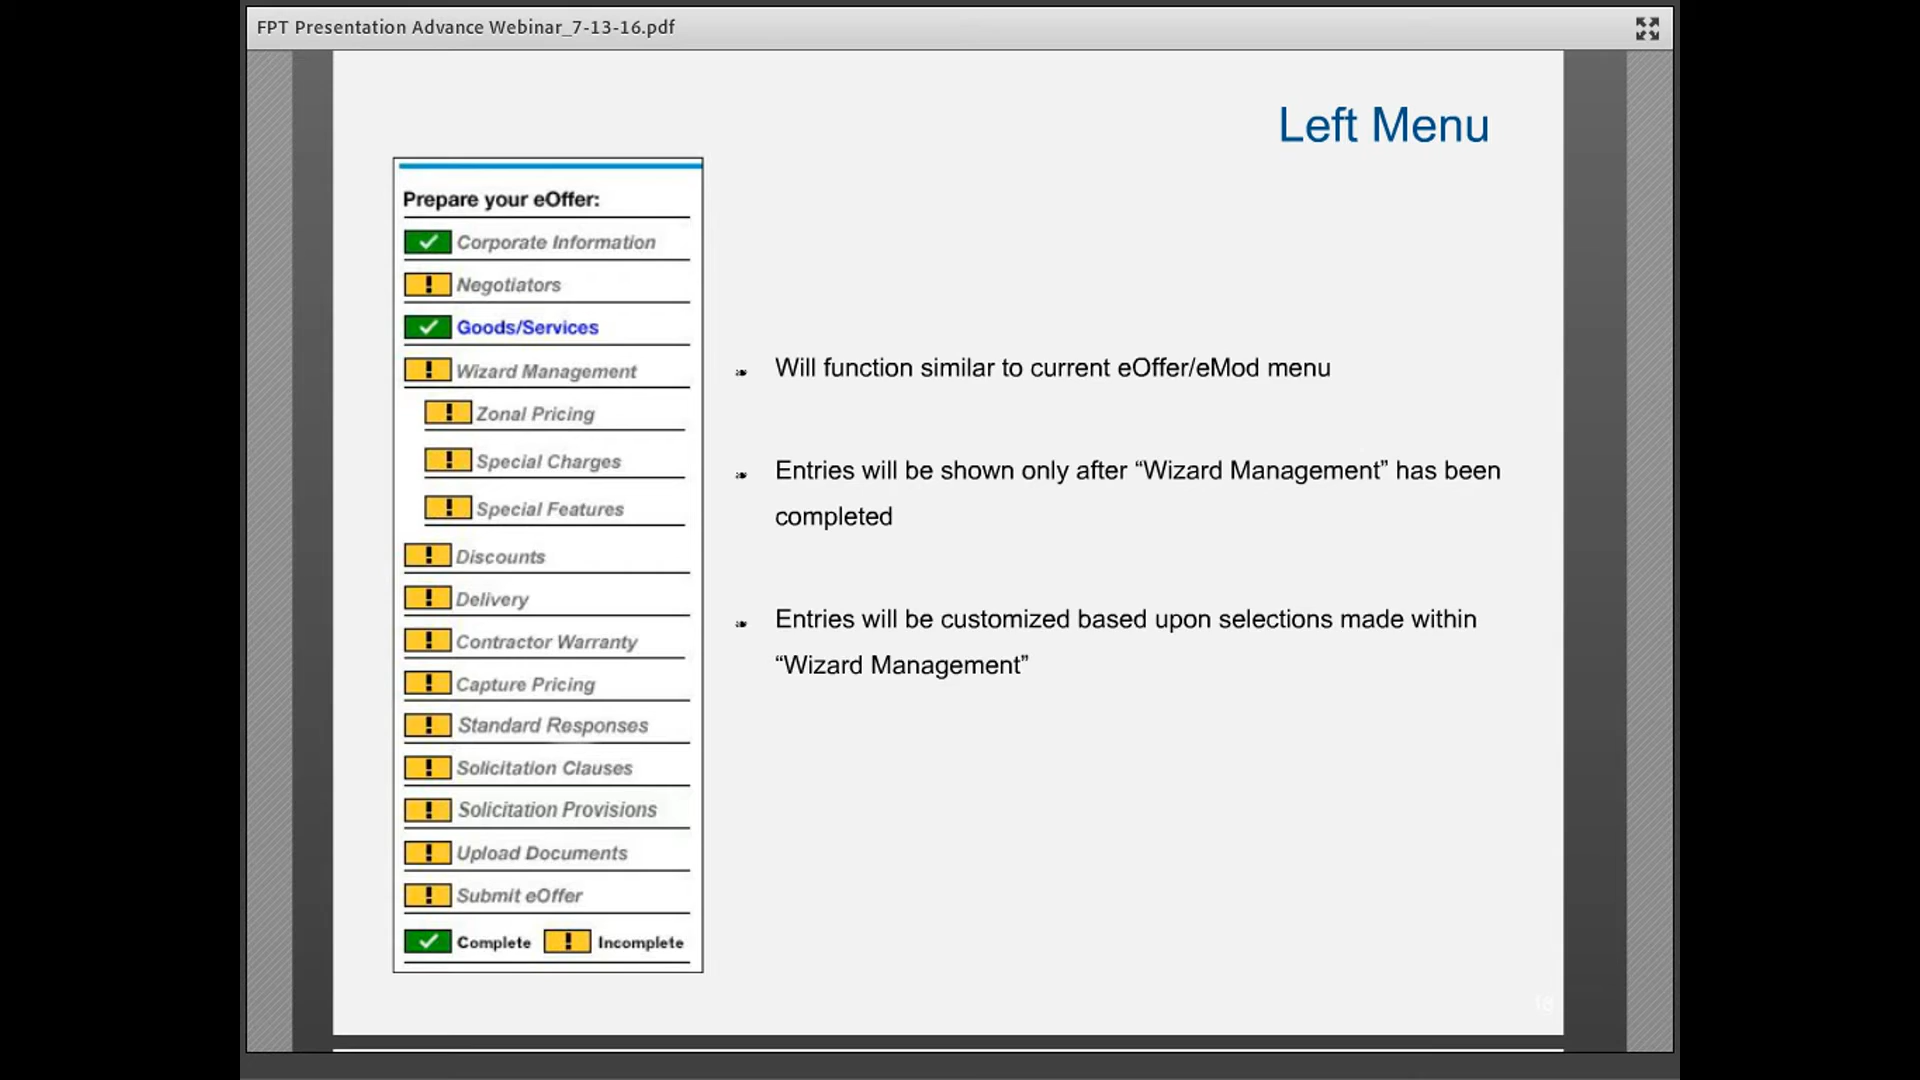 FPT Presentation Advance Webinar_7-13-16.pdf
Left Menu
Prepare your eOffer:
Corporate Information
Negotiators
Goods/Services
Wizard Management
Zonal Pricing
Special Charges
Special Features
Discounts
Delivery
Contractor Warranty
Capture Pricing
Standard Responses
Solicitation Clauses
Solicitation Provisions
Upload Documents
Submit eOffer
Complete Incomplete
Will function similar to current eOffer/eMod menu
Entries will be shown only after “Wizard Management” has been
completed
Entries will be customized based upon selections made within
“Wizard Management”